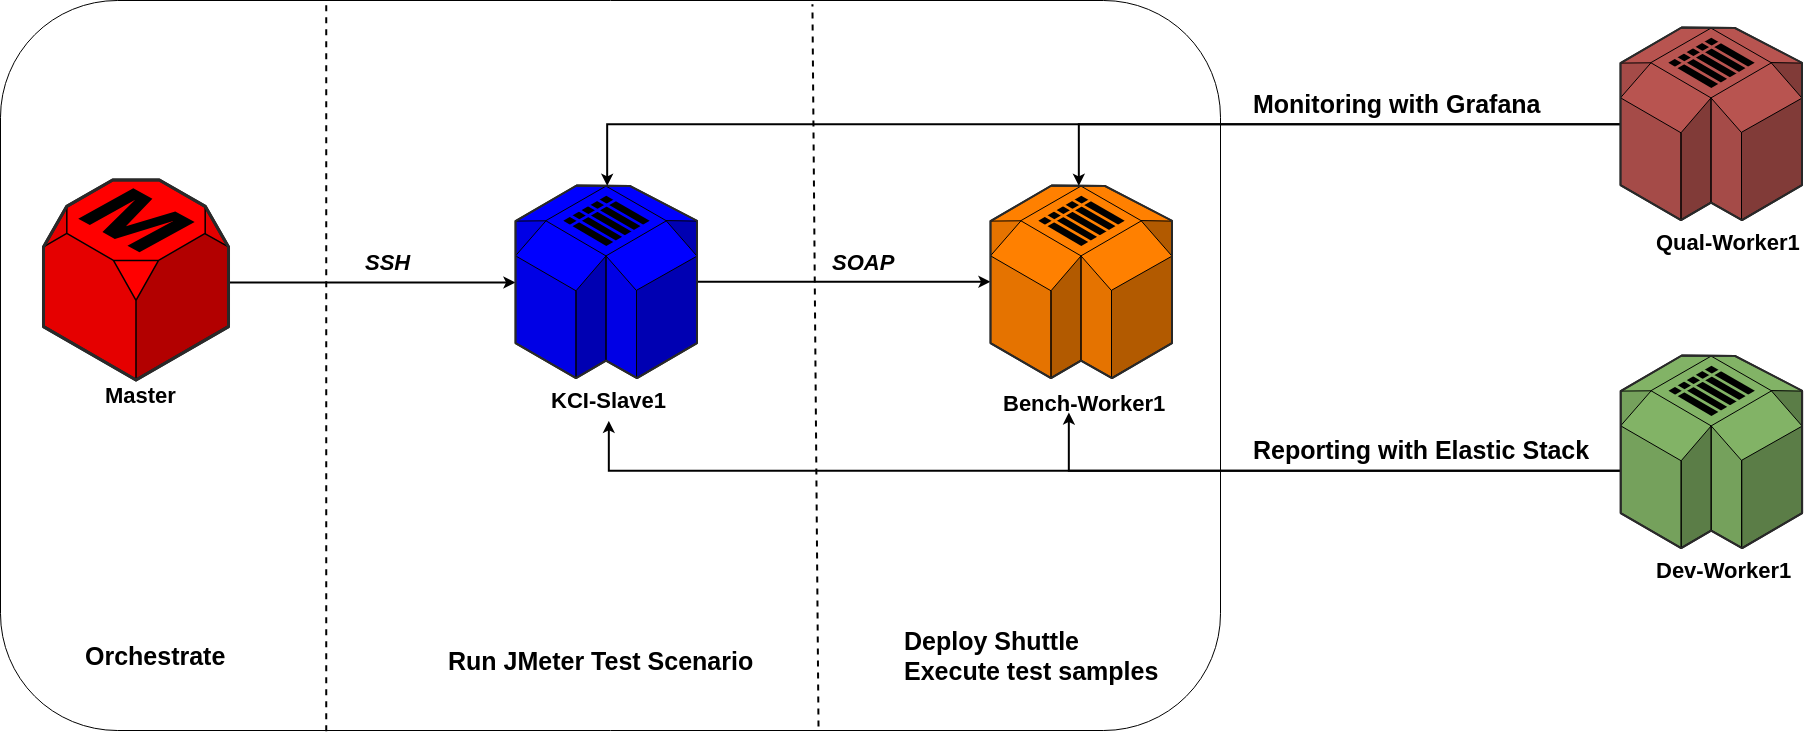 Monitoring with Grafana
M
SSH
SOAP
Qual-Worker1
Master
KCI-Slave1
Bench-Worker1
Reporting with Elastic Stack
Dev-Worker1
Orchestrate
Run JMeter Test Scenario
Deploy Shuttle
Execute test samples